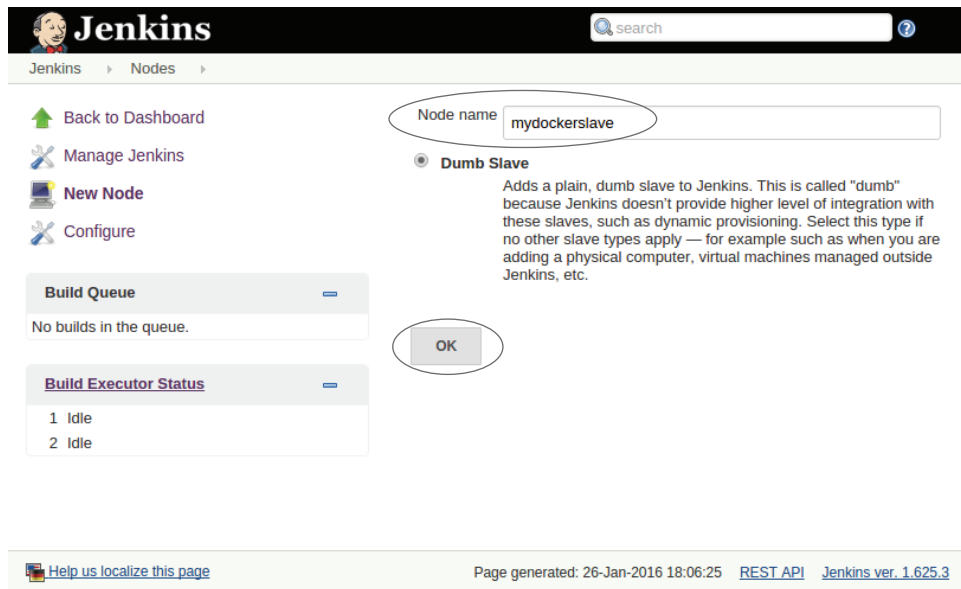 Jenkins
search
Jenkins
Nodes
Back to Dashboard
Manage Jenkins
New Node
Configure
Build Queue
No builds in the queue.
Build Executor Status
1 Idle
2 Idle
Node name
mydockerslave
Dumb Slave
Adds a plain, dumb slave to Jenkins. This is called "dumb"
because Jenkins doesn't provide higher level of integration with
these slaves, such as dynamic provisioning. Select this type if
no other slave types apply — for example such as when you are
adding a physical computer, virtual machines managed outside
Jenkins, etc.
OK
Help us localize this page
Page generated: 26-Jan-2016 18:06:25 REST API Jenkins ver. 1.625.3